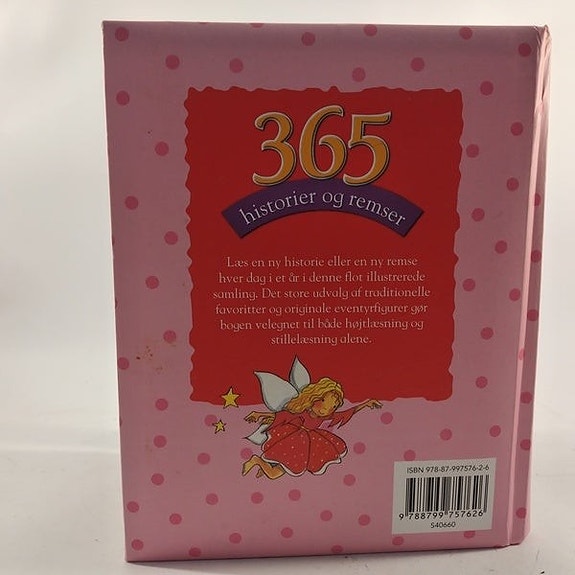 365
historier og remser
Læs en ny historie eller en ny remse
hver dag i et år i denne flot illustrerede
samling. Det store udvalg af traditionelle
favoritter og originale eventyrfigurer gør
bogen velegnet til både højtlæsning og
stillelæsning alene.
ISBN 978-87-997576-2-6
9 788799 757626
S40660